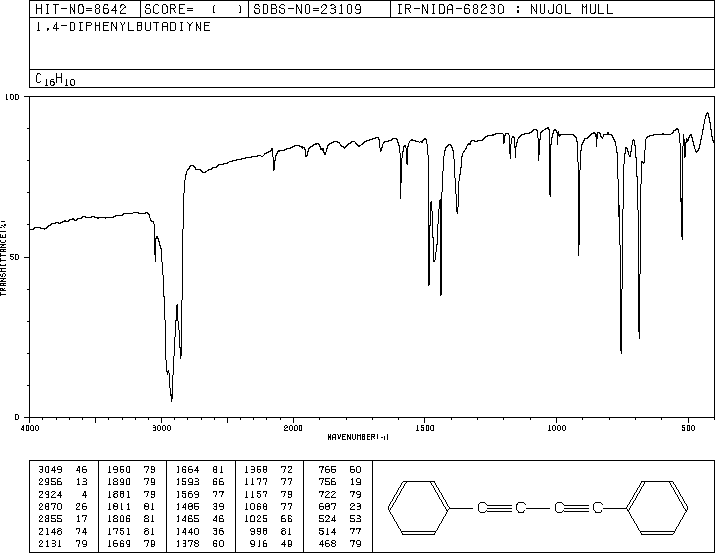 HIT-NO=8642 SCORE= ( ) SDBS-NO=23109 IR-NIDA-68230 : NUJOL MULL
1,4-DIPHENYLBUTADIYNE
C16H10
100
50
0
TRANSMITTANCE(%)
4000 3000 2000 1500 1000 500
WAVENUMBER(-1)
3049 46 1950 79 1664 81 1368 72 766 60
2956 13 1890 79 1593 66 1177 77 756 19
2924 4 1881 79 1569 77 1157 79 722 79
2870 26 1811 81 1486 39 1068 77 687 23
2855 17 1806 81 1465 46 1025 66 524 53
2148 74 1751 81 1440 36 998 81 514 77
2131 79 1669 79 1378 60 916 49 468 79
C≡C C≡C